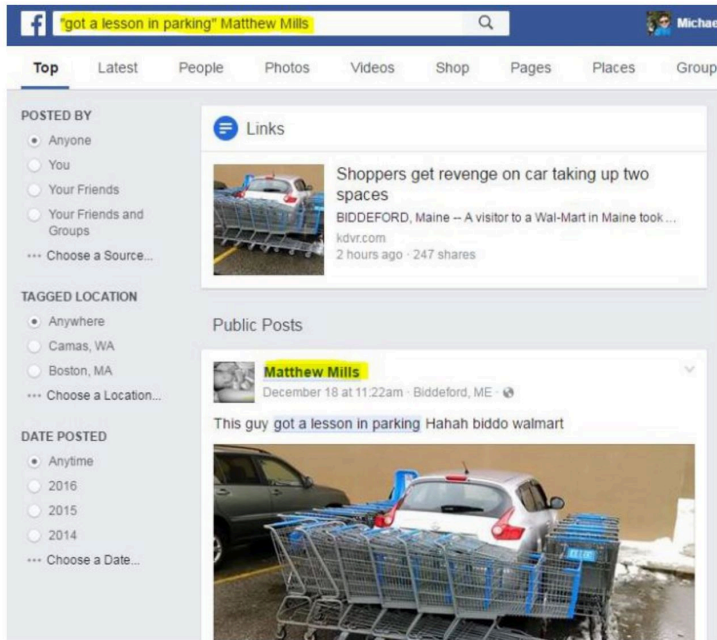 f "got a lesson in parking" Matthew Mills
Michae
Top Latest People Photos Videos Shop Pages Places Group
POSTED BY
Anyone
You
Your Friends
Your Friends and
Groups
••• Choose a Source...
TAGGED LOCATION
Anywhere
Camas, WA
Boston, MA
••• Choose a Location...
DATE POSTED
Anytime
2016
2015
2014
••• Choose a Date...
Links
Shoppers get revenge on car taking up two
spaces
BIDDEFORD, Maine -- A visitor to a Wal-Mart in Maine took ...
kdvr.com
2 hours ago · 247 shares
Public Posts
Matthew Mills
December 18 at 11:22am · Biddeford, ME ·
This guy got a lesson in parking Hahah biddo walmart